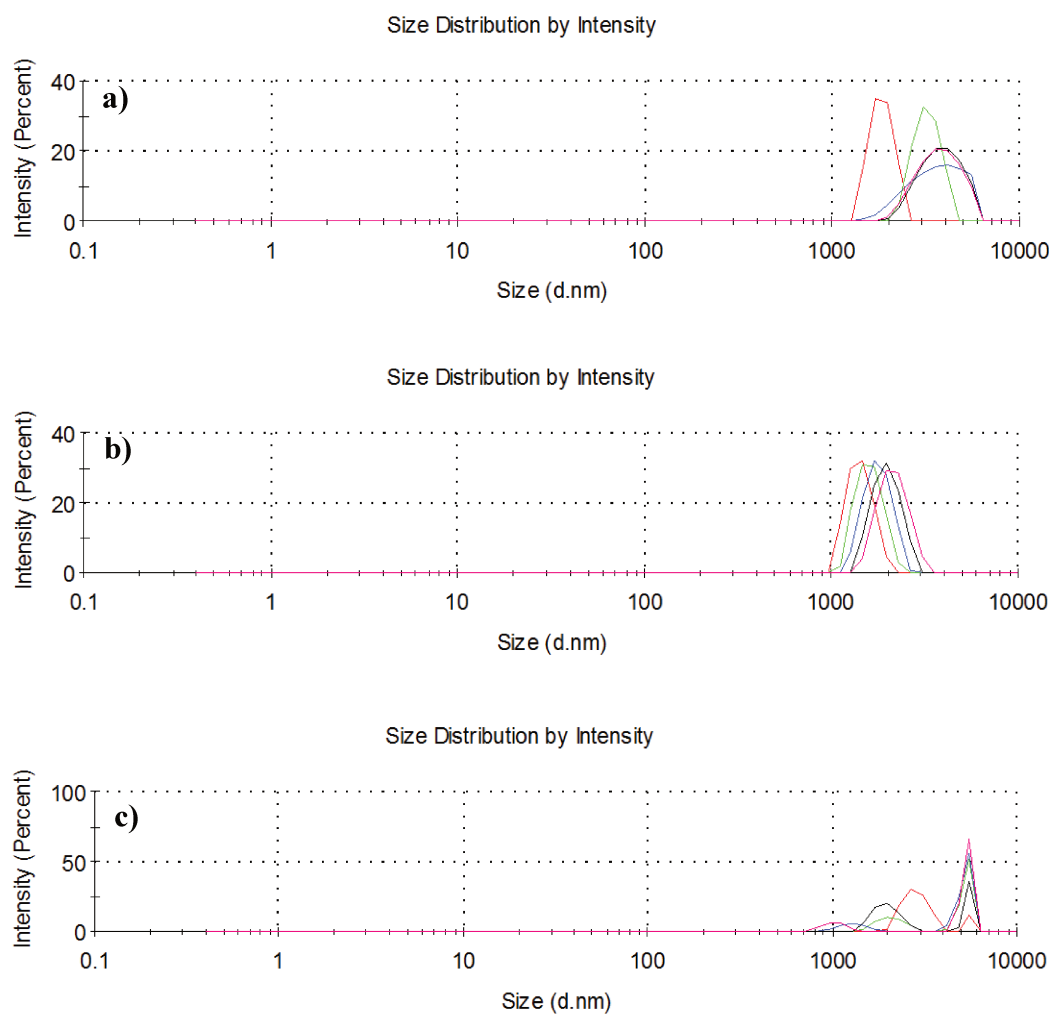 Size Distribution by Intensity
Intensity (Percent)
a)
40
20
0
0.1 1 10 100 1000 10000
Size (d.nm)
Size Distribution by Intensity
Intensity (Percent)
b)
40
20
0
0.1 1 10 100 1000 10000
Size (d.nm)
Size Distribution by Intensity
Intensity (Percent)
c)
100
50
0
0.1 1 10 100 1000 10000
Size (d.nm)